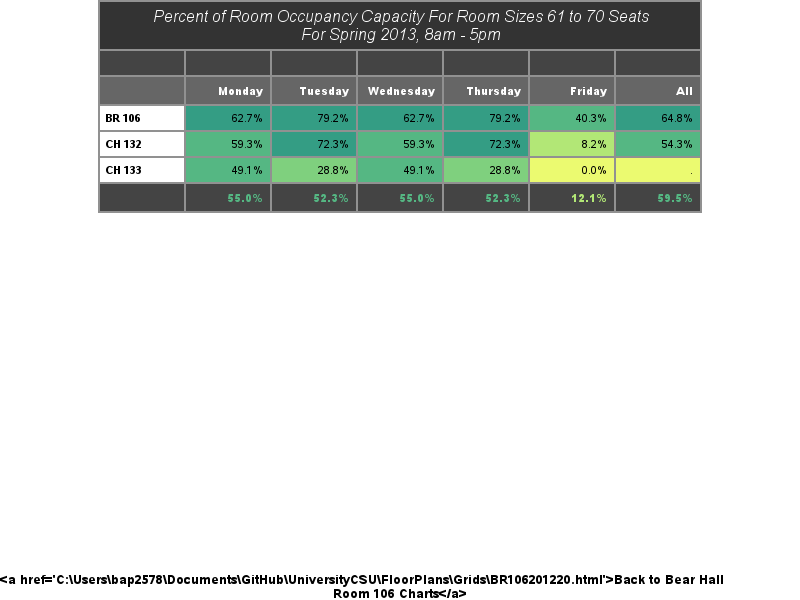 Percent of Room Occupancy Capacity For Room Sizes 61 to 70 Seats
For Spring 2013, 8am - 5pm
Monday Tuesday Wednesday Thursday Friday All
BR 106 62.7% 79.2% 62.7% 79.2% 40.3% 64.8%
CH 132 59.3% 72.3% 59.3% 72.3% 8.2% 54.3%
CH 133 49.1% 28.8% 49.1% 28.8% 0.0% .
55.0% 52.3% 55.0% 52.3% 12.1% 59.5%
<a href='C:\Users\bap2578\Documents\GitHub\UniversityCSU\FloorPlans\Grids\BR106201220.html'>Back to Bear Hall
Room 106 Charts</a>